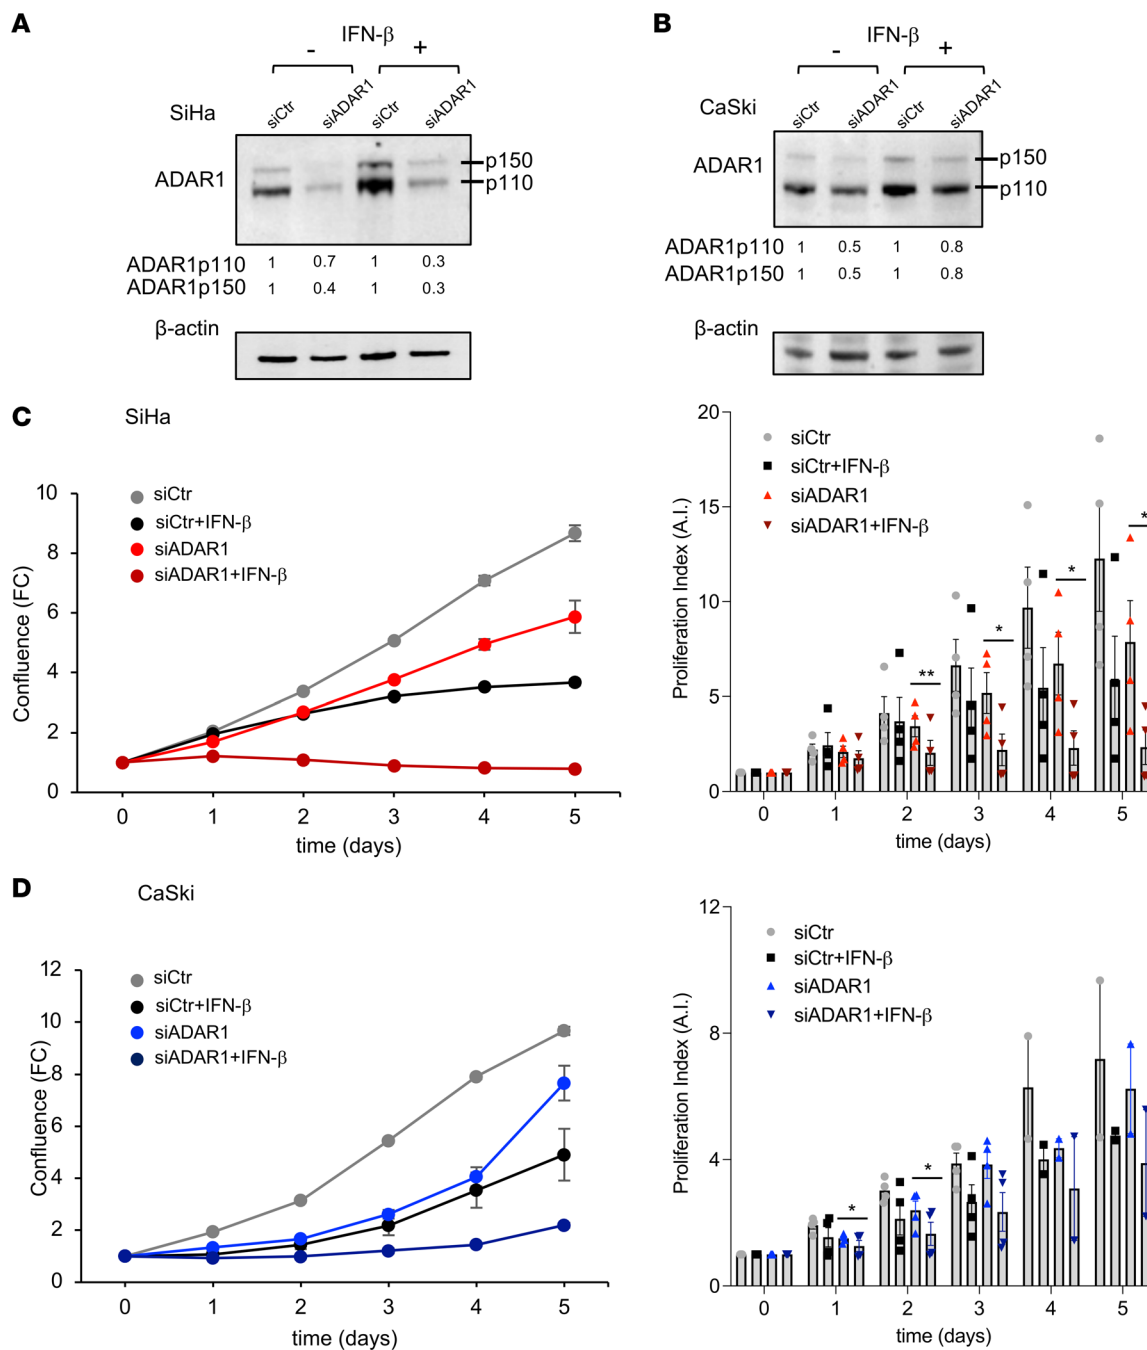 A
IFN-β
- +
siCtr siADAR1 siCtr siADAR1
SiHa
ADAR1
p150
p110
ADAR1p110 1 0.7 1 0.3
ADAR1p150 1 0.4 1 0.3
β-actin
B
IFN-β
- +
siCtr siADAR1 siCtr siADAR1
CaSki
ADAR1
p150
p110
ADAR1p110 1 0.5 1 0.8
ADAR1p150 1 0.5 1 0.8
β-actin
C
SiHa
siCtr
siCtr+IFN-β
siADAR1
siADAR1+IFN-β
Confluence (FC)
10
8
6
4
2
0
0 1 2 3 4 5
time (days)
siCtr
siCtr+IFN-β
siADAR1
siADAR1+IFN-β
Proliferation Index (A.I.)
20
15
10
5
0
** * * *
0 1 2 3 4 5
time (days)
D
CaSki
siCtr
siCtr+IFN-β
siADAR1
siADAR1+IFN-β
Confluence (FC)
12
10
8
6
4
2
0
0 1 2 3 4 5
time (days)
siCtr
siCtr+IFN-β
siADAR1
siADAR1+IFN-β
Proliferation Index (A.I.)
12
8
4
0
* *
0 1 2 3 4 5
time (days)